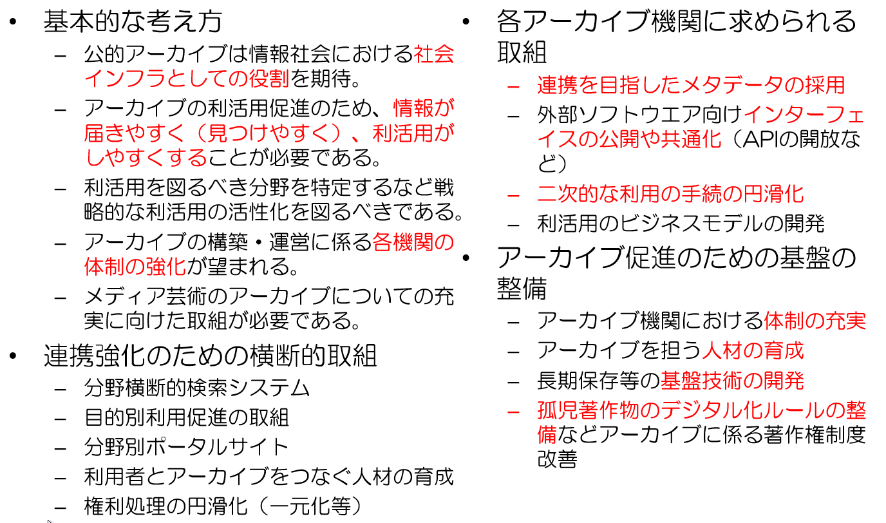 • 基本的な考え方
– 公的アーカイブは情報社会における社会
インフラとしての役割を期待。
– アーカイブの利活用促進のため、情報が
届きやすく（見つけやすく）、利活用が
しやすくすることが必要である。
– 利活用を図るべき分野を特定するなど戦
略的な利活用の活性化を図るべきである。
– アーカイブの構築・運営に係る各機関の
体制の強化が望まれる。
– メディア芸術のアーカイブについての充
実に向けた取組が必要である。
• 連携強化のための横断的取組
– 分野横断的検索システム
– 目的別利用促進の取組
– 分野別ポータルサイト
– 利用者とアーカイブをつなぐ人材の育成
– 権利処理の円滑化（一元化等）
• 各アーカイブ機関に求められる
取組
– 連携を目指したメタデータの採用
– 外部ソフトウエア向けインターフェ
イスの公開や共通化（APIの開放な
ど）
– 二次的な利用の手続の円滑化
– 利活用のビジネスモデルの開発
• アーカイブ促進のための基盤の
整備
– アーカイブ機関における体制の充実
– アーカイブを担う人材の育成
– 長期保存等の基盤技術の開発
– 孤児著作物のデジタル化ルールの整
備などアーカイブに係る著作権制度
改善